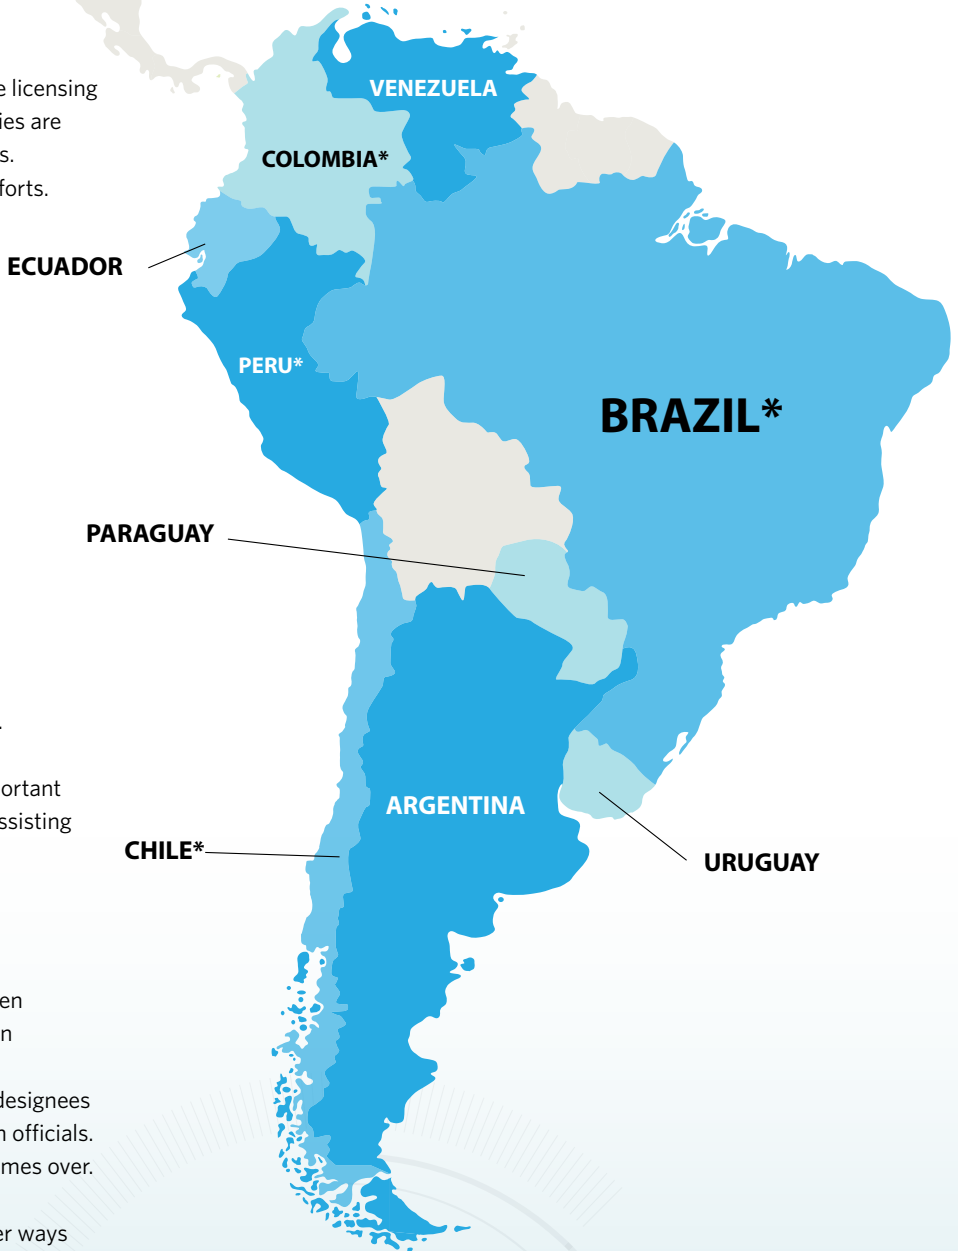 e licensing
ies are
s.
forts.
VENEZUELA
COLOMBIA*
ECUADOR
PERU*
BRAZIL*
PARAGUAY
.
ortant
ssisting
ARGENTINA
CHILE*
URUGUAY
en
n
designees
n officials.
mes over.
er ways